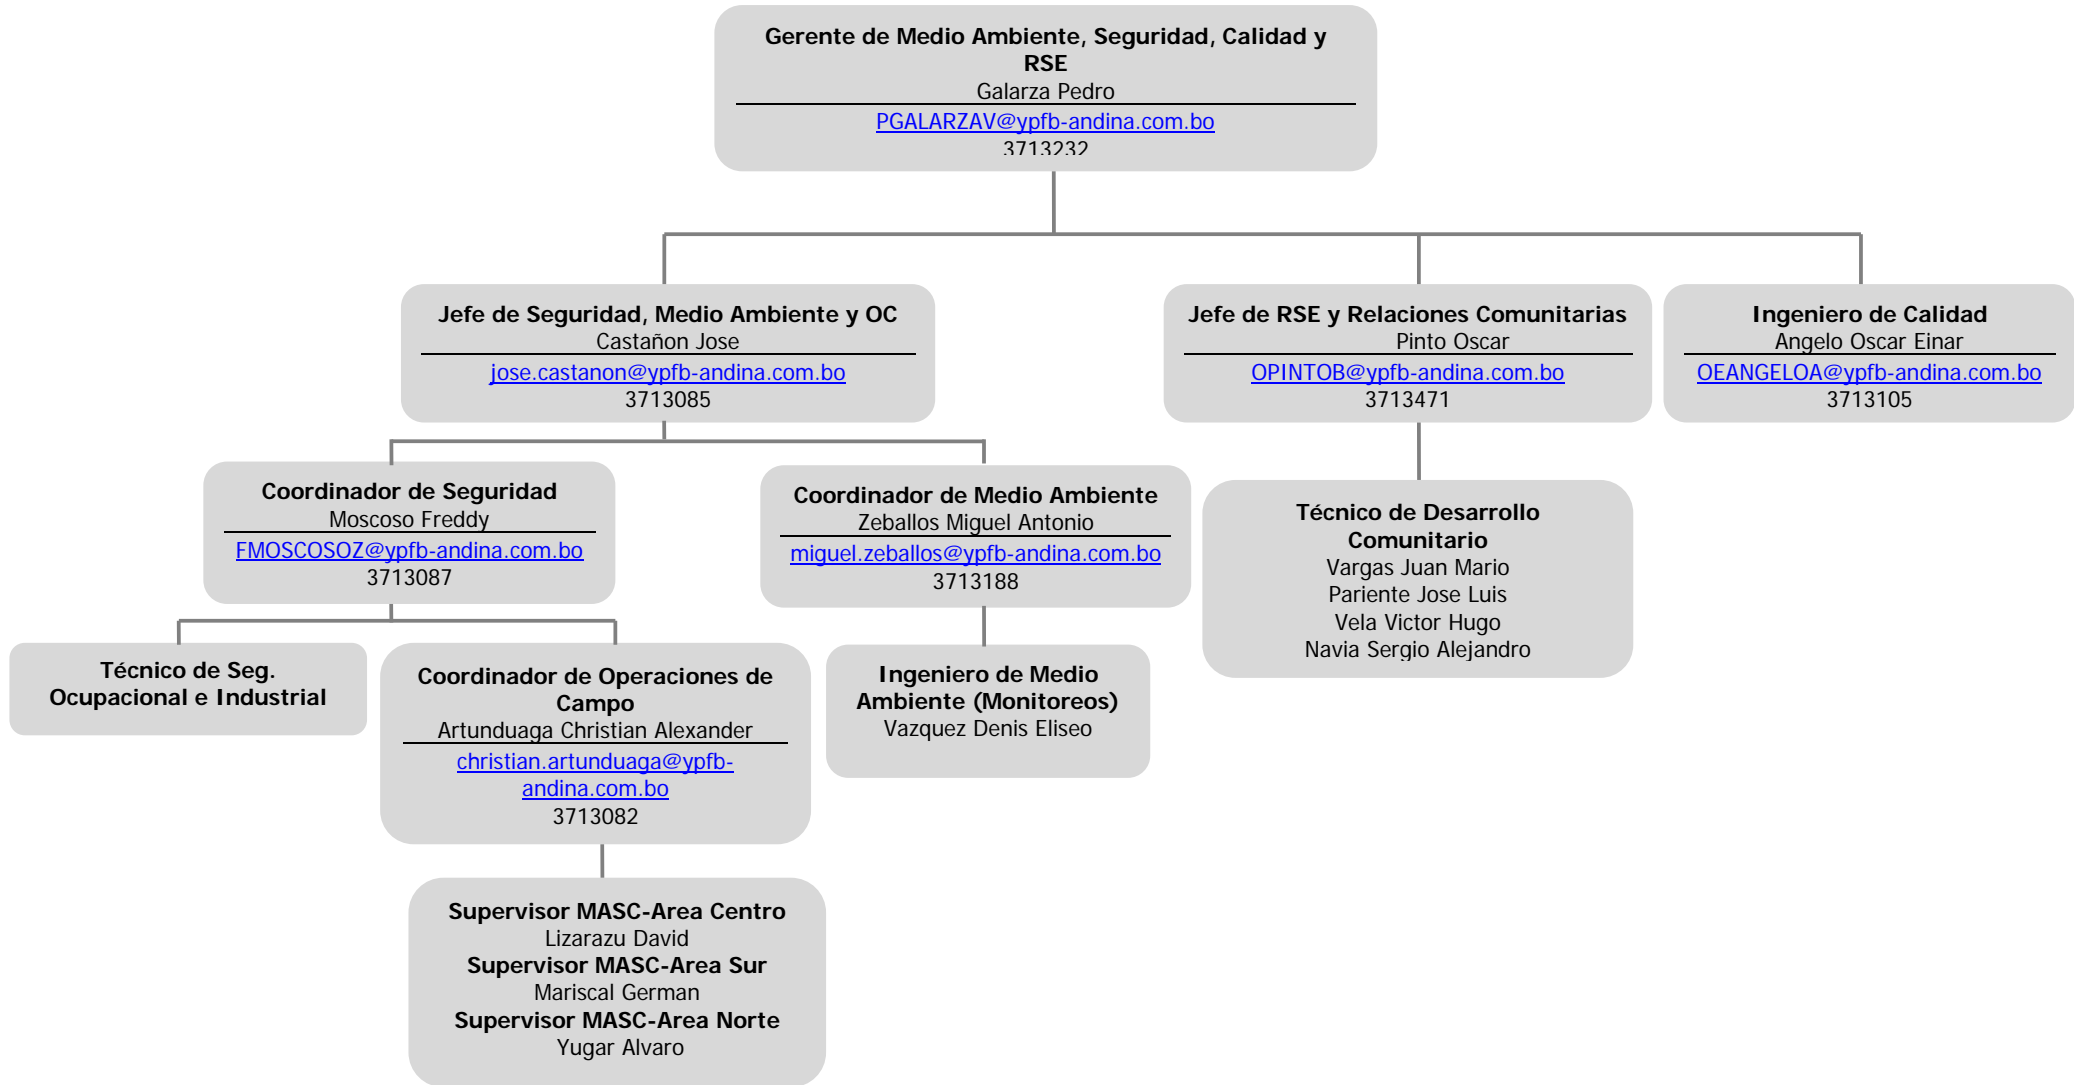 Gerente de Medio Ambiente, Seguridad, Calidad y
RSE
Galarza Pedro
PGALARZAV@ypfb-andina.com.bo
3713232
Jefe de Seguridad, Medio Ambiente y OC
Castañon Jose
jose.castanon@ypfb-andina.com.bo
3713085
Jefe de RSE y Relaciones Comunitarias
Pinto Oscar
OPINTOB@ypfb-andina.com.bo
3713471
Ingeniero de Calidad
Angelo Oscar Einar
OEANGELOA@ypfb-andina.com.bo
3713105
Coordinador de Seguridad
Moscoso Freddy
FMOSCOSOZ@ypfb-andina.com.bo
3713087
Coordinador de Medio Ambiente
Zeballos Miguel Antonio
miguel.zeballos@ypfb-andina.com.bo
3713188
Técnico de Desarrollo
Comunitario
Vargas Juan Mario
Pariente Jose Luis
Vela Victor Hugo
Navia Sergio Alejandro
Técnico de Seg.
Ocupacional e Industrial
Coordinador de Operaciones de
Campo
Artunduaga Christian Alexander
christian.artunduaga@ypfb-
andina.com.bo
3713082
Ingeniero de Medio
Ambiente (Monitoreos)
Vazquez Denis Eliseo
Supervisor MASC-Area Centro
Lizarazu David
Supervisor MASC-Area Sur
Mariscal German
Supervisor MASC-Area Norte
Yugar Alvaro